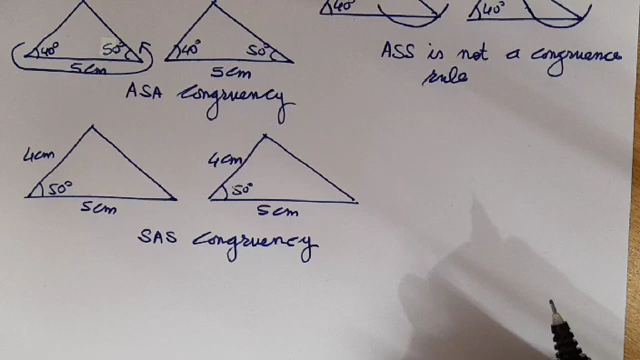 40° 50° 40° 50°
5cm 5cm
ASA congruency
40° 40°
ASS is not a congruence
rule
4cm 4cm
50° 50°
5cm 5cm
SAS congruency